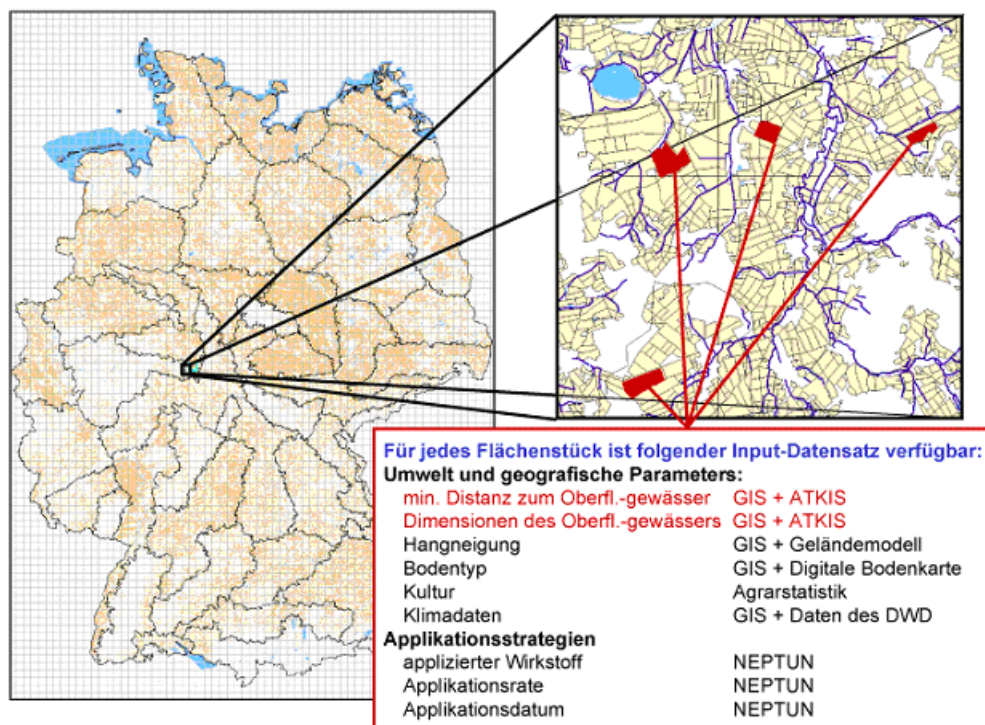 Für jedes Flächenstück ist folgender Input-Datensatz verfügbar:
Umwelt und geografische Parameters:
min. Distanz zum Oberfl.-gewässer GIS + ATKIS
Dimensionen des Oberfl.-gewässers GIS + ATKIS
Hangneigung GIS + Geländemodell
Bodentyp GIS + Digitale Bodenkarte
Kultur Agrarstatistik
Klimadaten GIS + Daten des DWD
Applikationsstrategien
applizierter Wirkstoff NEPTUN
Applikationsrate NEPTUN
Applikationsdatum NEPTUN